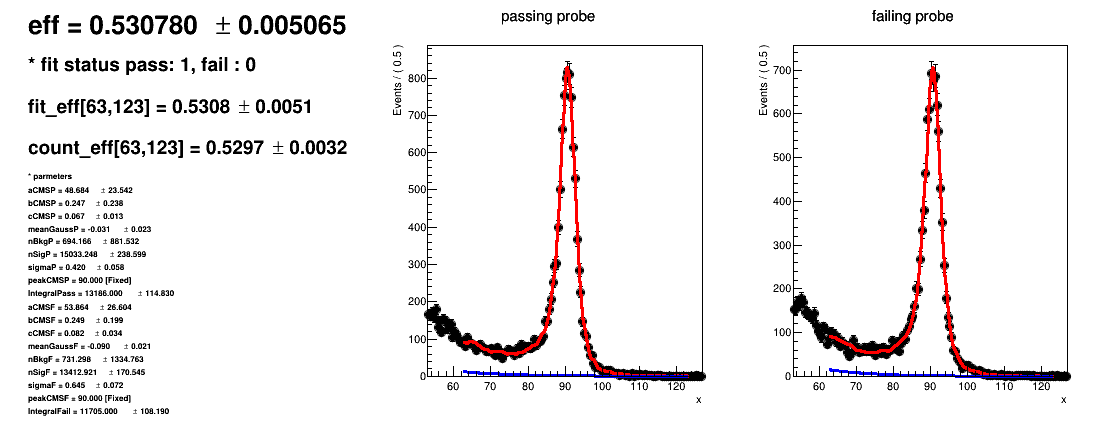 eff = 0.530780 ± 0.005065
* fit status pass: 1, fail : 0
fit_eff[63,123] = 0.5308 ± 0.0051
count_eff[63,123] = 0.5297 ± 0.0032
* parmeters
aCMSP = 48.684 ± 23.542
bCMSP = 0.247 ± 0.238
cCMSP = 0.067 ± 0.013
meanGaussP = -0.031 ± 0.023
nBkgP = 694.166 ± 881.532
nSigP = 15033.248 ± 238.599
sigmaP = 0.420 ± 0.058
peakCMSP = 90.000 [Fixed]
IntegralPass = 13186.000 ± 114.830
aCMSF = 53.864 ± 26.604
bCMSF = 0.249 ± 0.199
cCMSF = 0.082 ± 0.034
meanGaussF = -0.090 ± 0.021
nBkgF = 731.298 ± 1334.763
nSigF = 13412.921 ± 170.545
sigmaF = 0.645 ± 0.072
peakCMSF = 90.000 [Fixed]
IntegralFail = 11705.000 ± 108.190
passing probe
Events / ( 0.5 )
800
700
600
500
400
300
200
100
0
60 70 80 90 100 110 120
x
failing probe
Events / ( 0.5 )
700
600
500
400
300
200
100
0
60 70 80 90 100 110 120
x